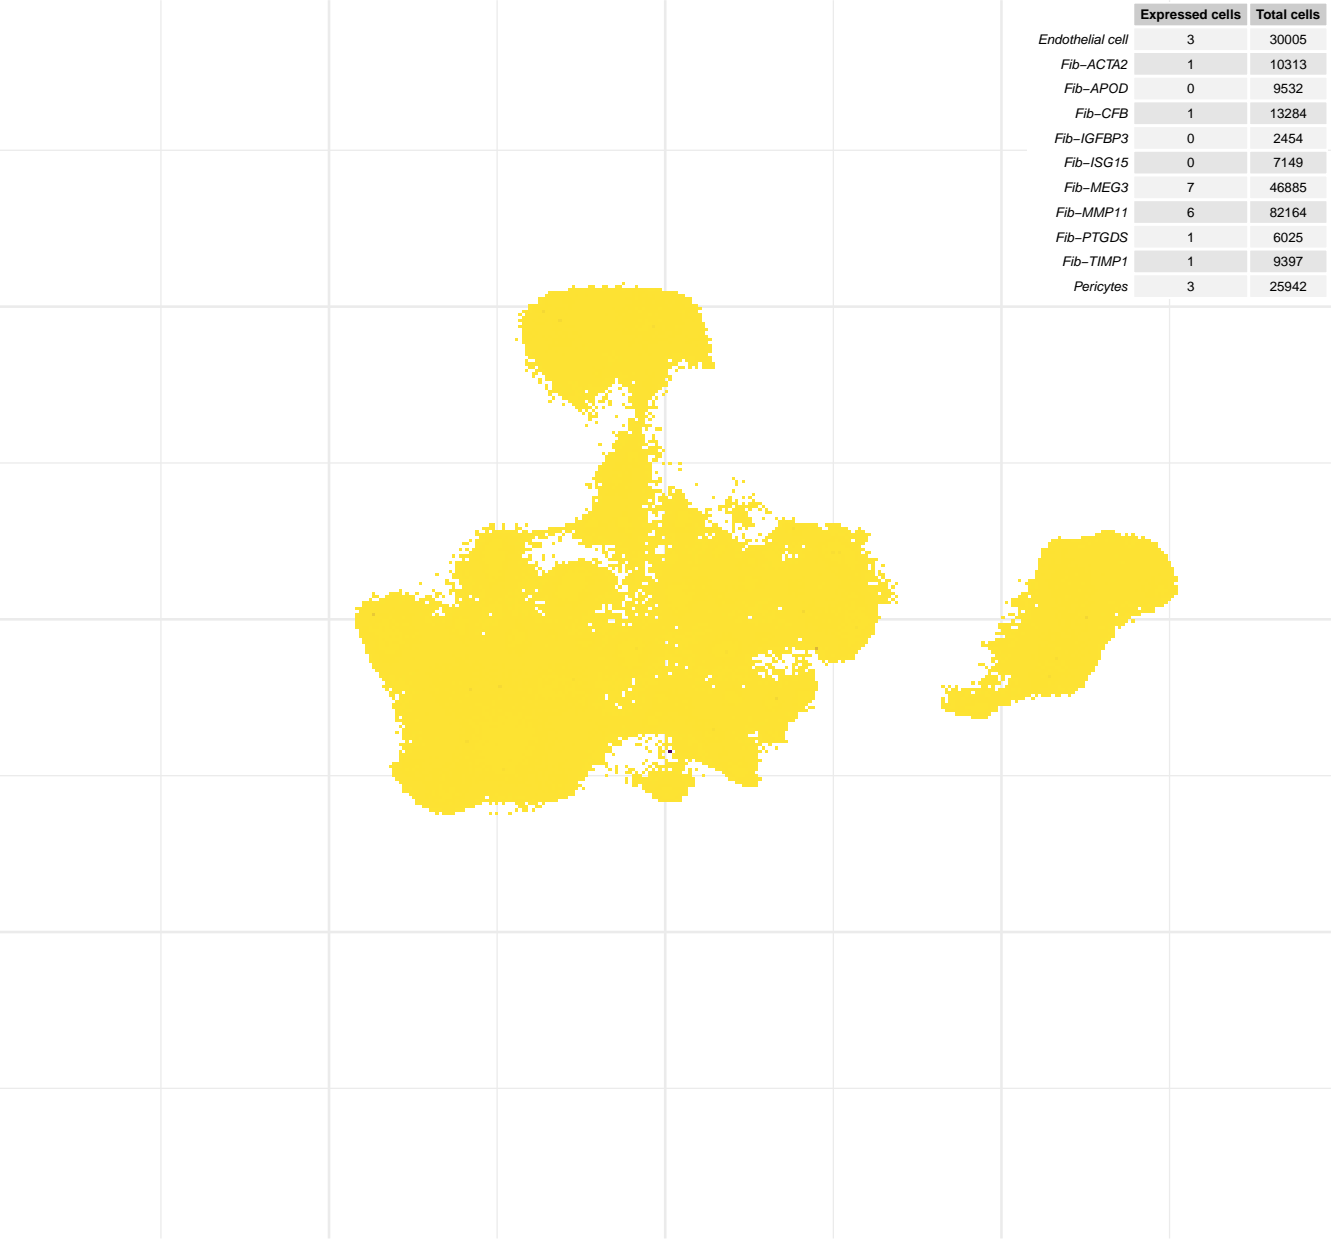 Expressed cells Total cells
Endothelial cell 3 30005
Fib−ACTA2 1 10313
Fib−APOD 0 9532
Fib−CFB 1 13284
Fib−IGFBP3 0 2454
Fib−ISG15 0 7149
Fib−MEG3 7 46885
Fib−MMP11 6 82164
Fib−PTGDS 1 6025
Fib−TIMP1 1 9397
Pericytes 3 25942